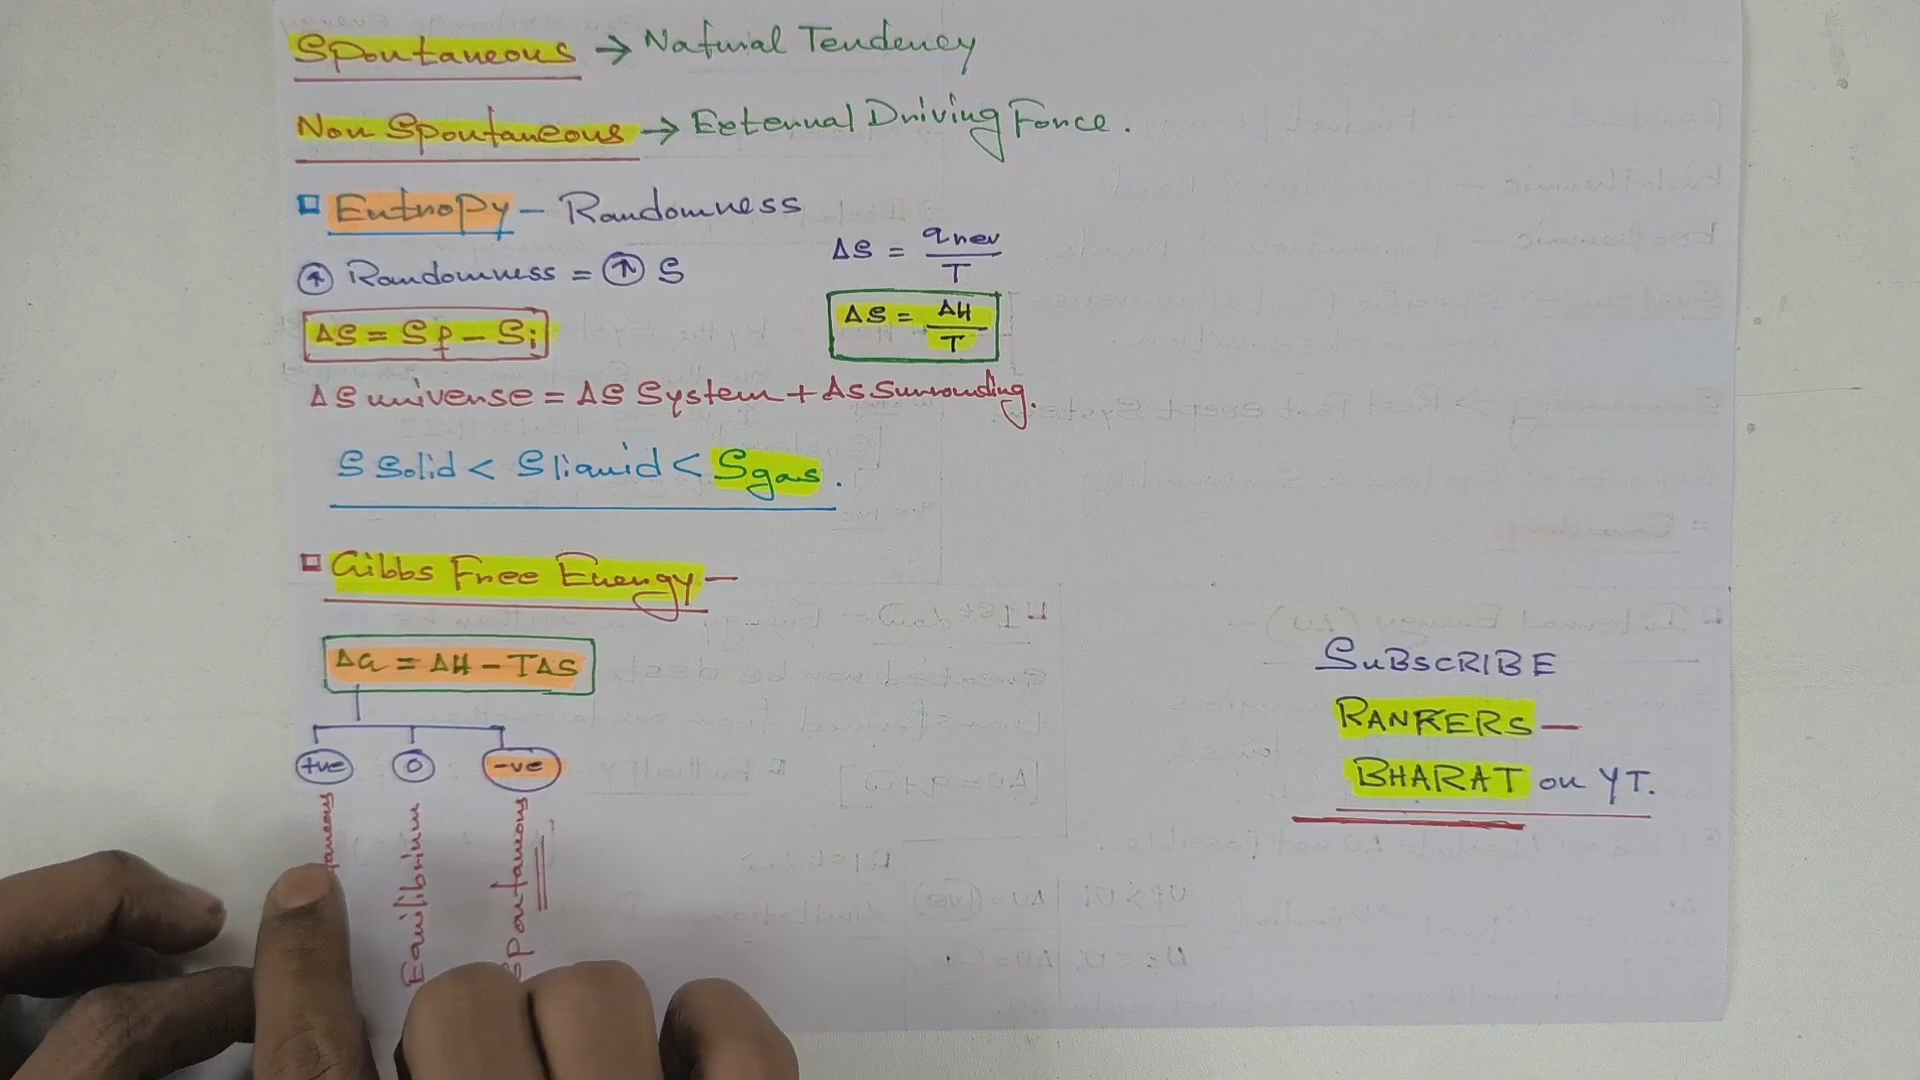 Spontaneous → Natural Tendency
Non Spontaneous → External Driving Force.
Entropy - Randomness
↑ Randomness = ↑ S
ΔS = qrev / T
ΔS = Sf - Si
ΔS = ΔH / T
ΔS universe = ΔS System + ΔS Surrounding.
S solid < S liquid < S gas.
Gibbs Free Energy -
ΔG = ΔH - TΔS
+ve 0 -ve
Equilibrium
Spontaneous
SUBSCRIBE
RANKERS -
BHARAT on YT.